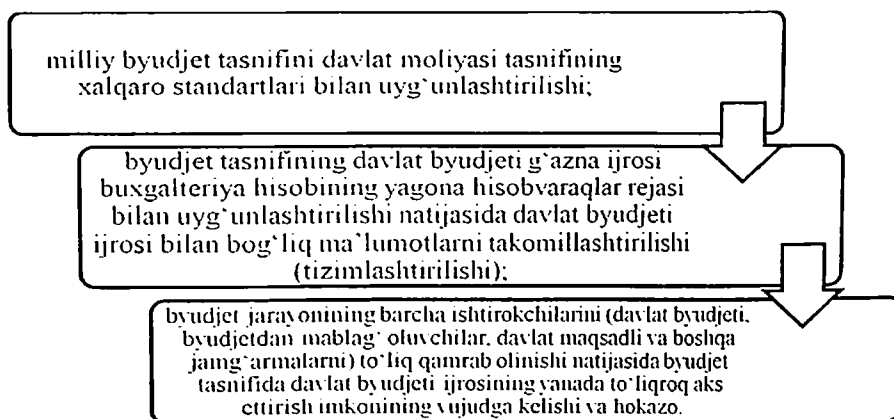 milliy byudjet tasnifini davlat moliyasi tasnifining
xalqaro standartlari bilan uyg`unlashtirilishi;
byudjet tasnifining davlat byudjeti g`azna ijrosi
buxgalteriya hisobining yagona hisobvaraqlar rejasi
bilan uyg`unlashtirilishi natijasida davlat byudjeti
ijrosi bilan bog`liq ma`lumotlarni takomillashtirilishi
(tizimlashtirilishi);
byudjet jarayonining barcha ishtirokchilarini (davlat byudjeti,
byudjetdan mablag` oluvchilar, davlat maqsadli va boshqa
jamg`armalarni) to`liq qamrab olinishi natijasida byudjet
tasnifida davlat byudjeti ijrosining yanada to`liqroq aks
ettirish imkonining vujudga kelishi va hokazo.